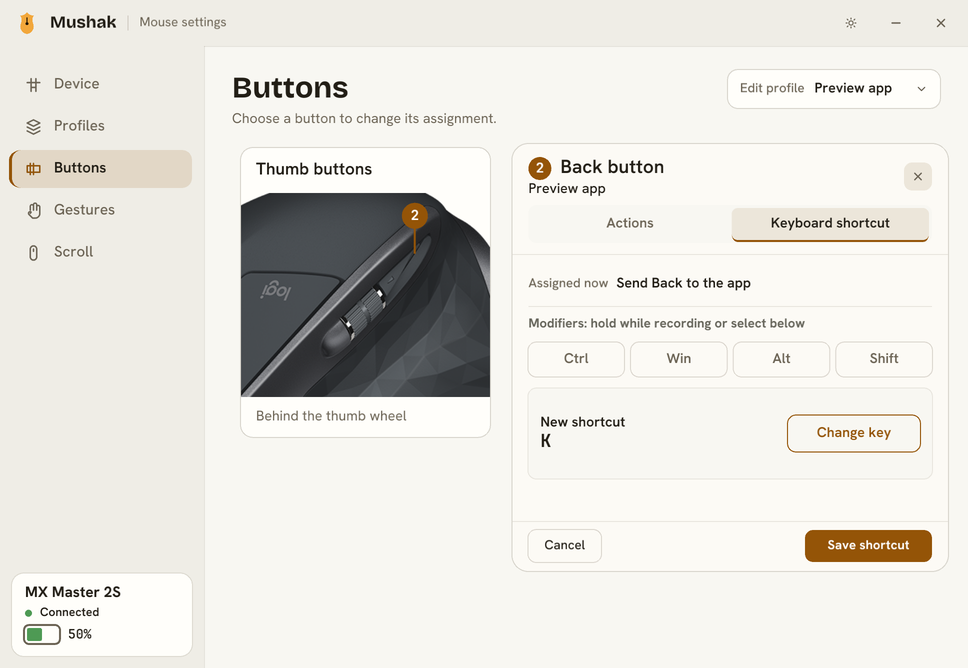 Mushak
Mouse settings
Device
Profiles
Buttons
Gestures
Scroll
MX Master 2S
Connected
50%
Buttons
Choose a button to change its assignment.
Edit profile Preview app
Thumb buttons
2
logi
Behind the thumb wheel
2 Back button
Preview app
Actions
Keyboard shortcut
Assigned now Send Back to the app
Modifiers: hold while recording or select below
Ctrl
Win
Alt
Shift
New shortcut
K
Change key
Cancel
Save shortcut